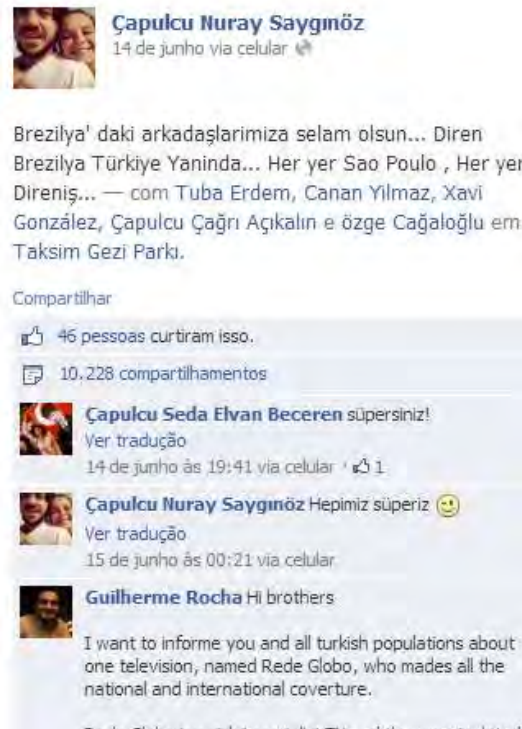 Çapulcu Nuray Saygınöz
14 de junho via celular
Brezilya' daki arkadaşlarimiza selam olsun... Diren
Brezilya Türkiye Yaninda... Her yer Sao Poulo , Her yer
Direniş... — com Tuba Erdem, Canan Yilmaz, Xavi
González, Çapulcu Çağrı Açıkalın e özge Cağaloğlu em
Taksim Gezi Parkı.
Compartilhar
46 pessoas curtiram isso.
10.228 compartilhamentos
Çapulcu Seda Elvan Beceren süpersiniz!
Ver tradução
14 de junho às 19:41 via celular · 1
Çapulcu Nuray Saygınöz Hepimiz süperiz
Ver tradução
15 de junho às 00:21 via celular
Guilherme Rocha Hi brothers
I want to informe you and all turkish populations about
one television, named Rede Globo, who mades all the
national and international coverture.